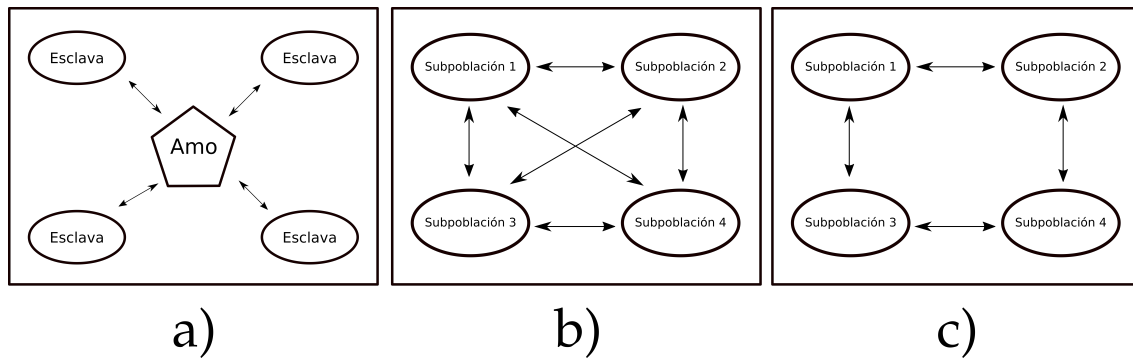 Esclava
Esclava
Amo
Esclava
Esclava
a)
Subpoblación 1
Subpoblación 2
Subpoblación 3
Subpoblación 4
b)
Subpoblación 1
Subpoblación 2
Subpoblación 3
Subpoblación 4
c)